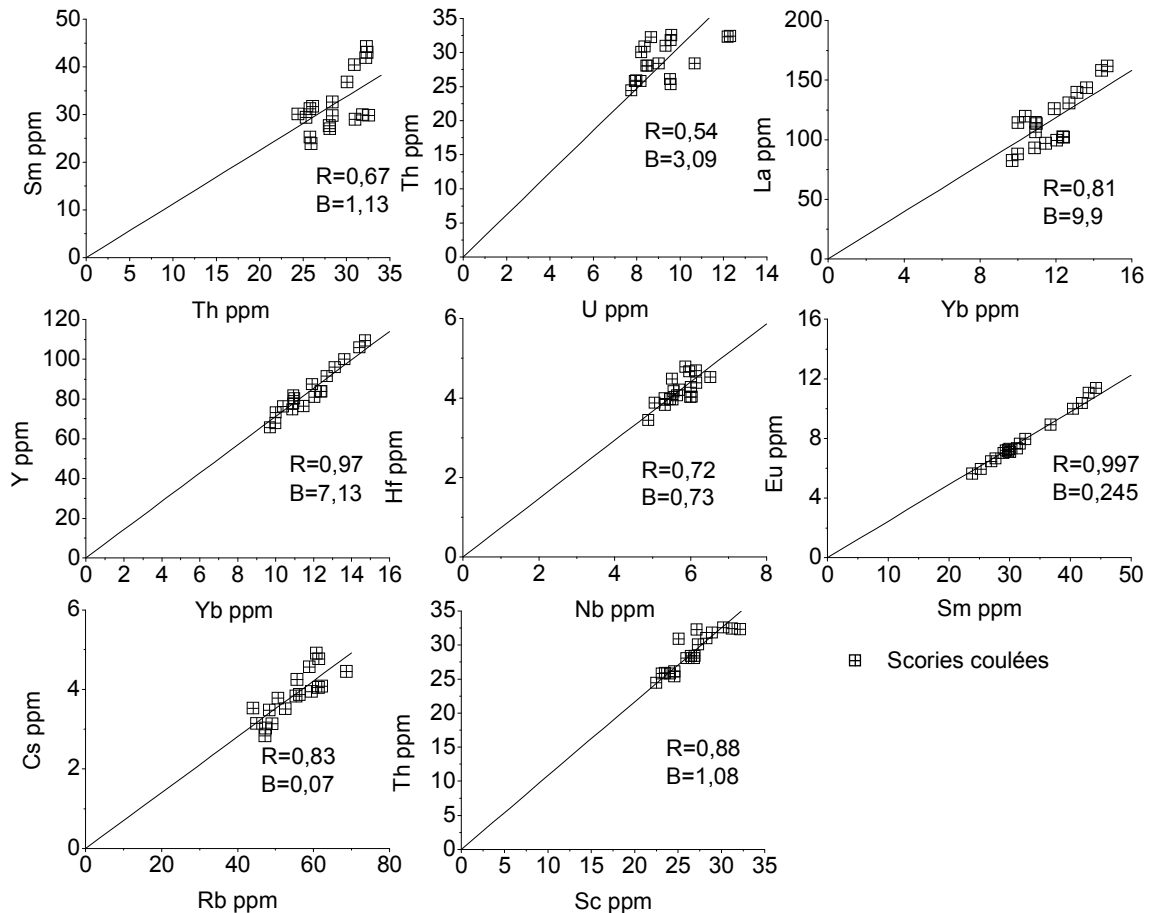 50
40
30
20
10
0
Sm ppm
R=0,67
B=1,13
0 5 10 15 20 25 30 35
Th ppm
35
30
25
20
15
10
5
0
Th ppm
R=0,54
B=3,09
0 2 4 6 8 10 12 14
U ppm
200
150
100
50
0
La ppm
R=0,81
B=9,9
0 4 8 12 16
Yb ppm
120
100
80
60
40
20
0
Y ppm
R=0,97
B=7,13
0 2 4 6 8 10 12 14 16
Yb ppm
6
4
2
0
Hf ppm
R=0,72
B=0,73
0 2 4 6 8
Nb ppm
16
12
8
4
0
Eu ppm
R=0,997
B=0,245
0 10 20 30 40 50
Sm ppm
6
4
2
0
Cs ppm
R=0,83
B=0,07
0 20 40 60 80
Rb ppm
35
30
25
20
15
10
5
0
Th ppm
R=0,88
B=1,08
0 5 10 15 20 25 30 35
Sc ppm
Scories coulées